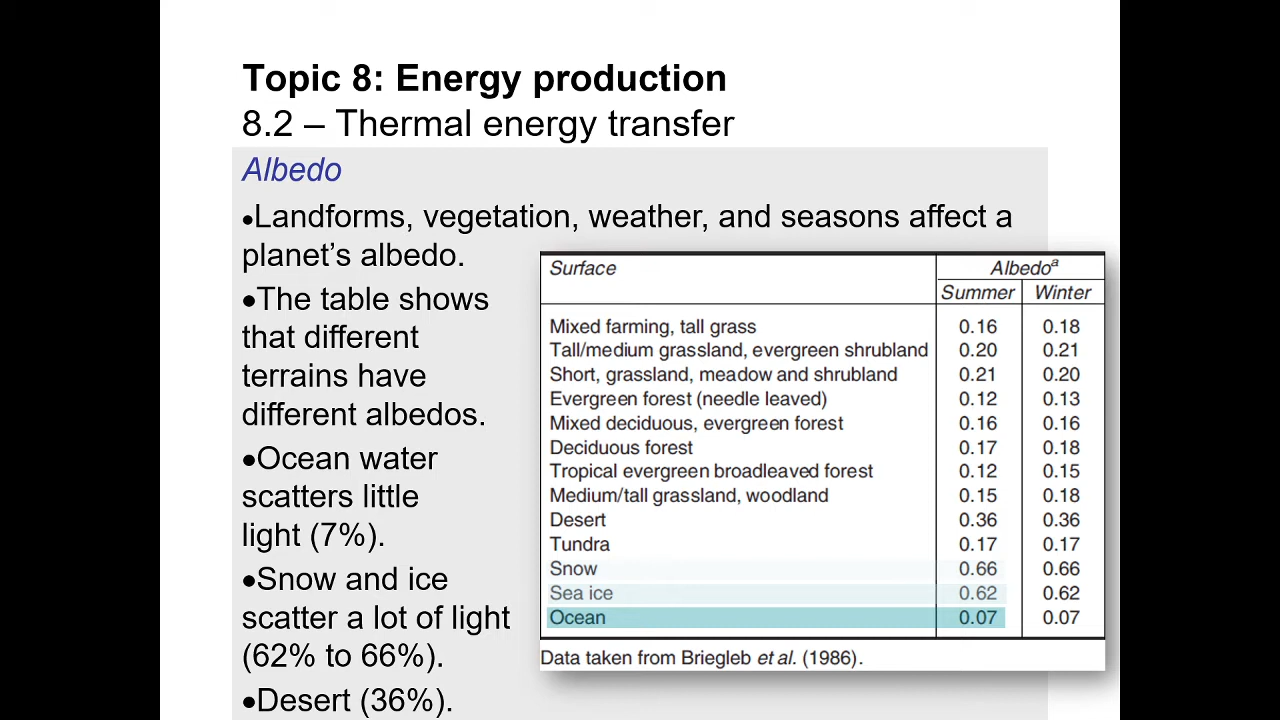 Topic 8: Energy production
8.2 – Thermal energy transfer
Albedo
•Landforms, vegetation, weather, and seasons affect a
planet’s albedo.
•The table shows
that different
terrains have
different albedos.
•Ocean water
scatters little
light (7%).
•Snow and ice
scatter a lot of light
(62% to 66%).
•Desert (36%).
Surface Albedoᵃ
Summer Winter
Mixed farming, tall grass 0.16 0.18
Tall/medium grassland, evergreen shrubland 0.20 0.21
Short, grassland, meadow and shrubland 0.21 0.20
Evergreen forest (needle leaved) 0.12 0.13
Mixed deciduous, evergreen forest 0.16 0.16
Deciduous forest 0.17 0.18
Tropical evergreen broadleaved forest 0.12 0.15
Medium/tall grassland, woodland 0.15 0.18
Desert 0.36 0.36
Tundra 0.17 0.17
Snow 0.66 0.66
Sea ice 0.62 0.62
Ocean 0.07 0.07
Data taken from Briegleb et al. (1986).